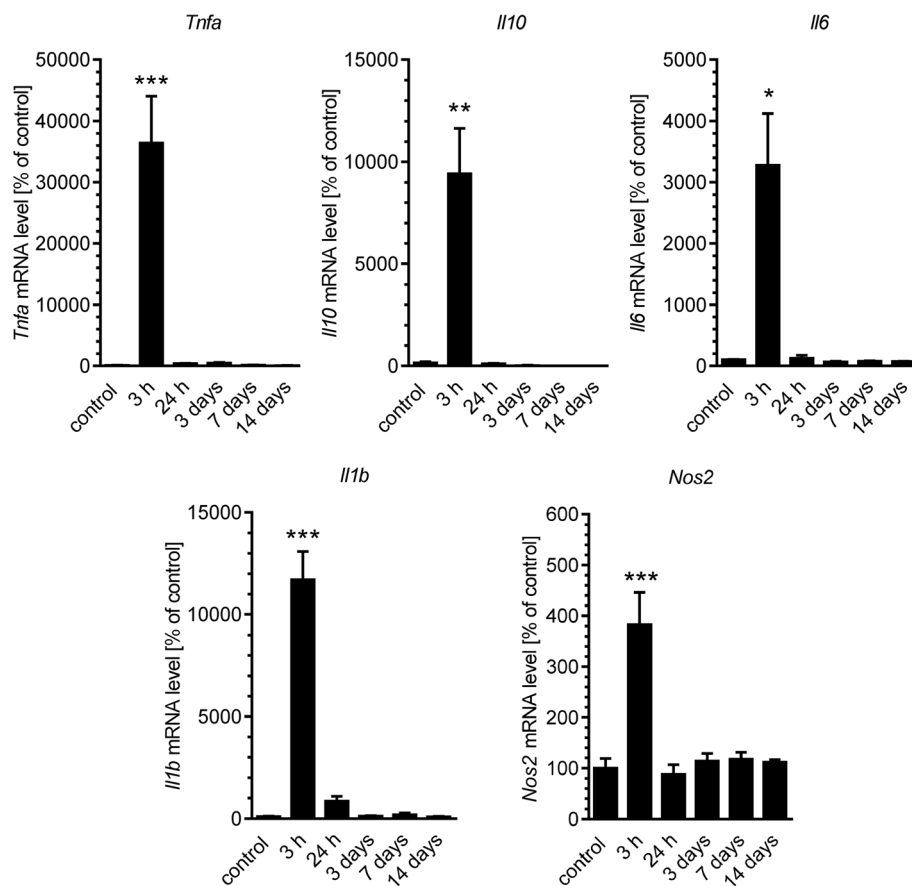 Tnfa
Il10
Il6
Tnfa mRNA level [% of control]
50000
40000
30000
20000
10000
0
***
control
3 h
24 h
3 days
7 days
14 days
Il10 mRNA level [% of control]
15000
10000
5000
0
**
control
3 h
24 h
3 days
7 days
14 days
Il6 mRNA level [% of control]
5000
4000
3000
2000
1000
0
*
control
3 h
24 h
3 days
7 days
14 days
Il1b
Nos2
Il1b mRNA level [% of control]
15000
10000
5000
0
***
control
3 h
24 h
3 days
7 days
14 days
Nos2 mRNA level [% of control]
600
500
400
300
200
100
0
***
control
3 h
24 h
3 days
7 days
14 days